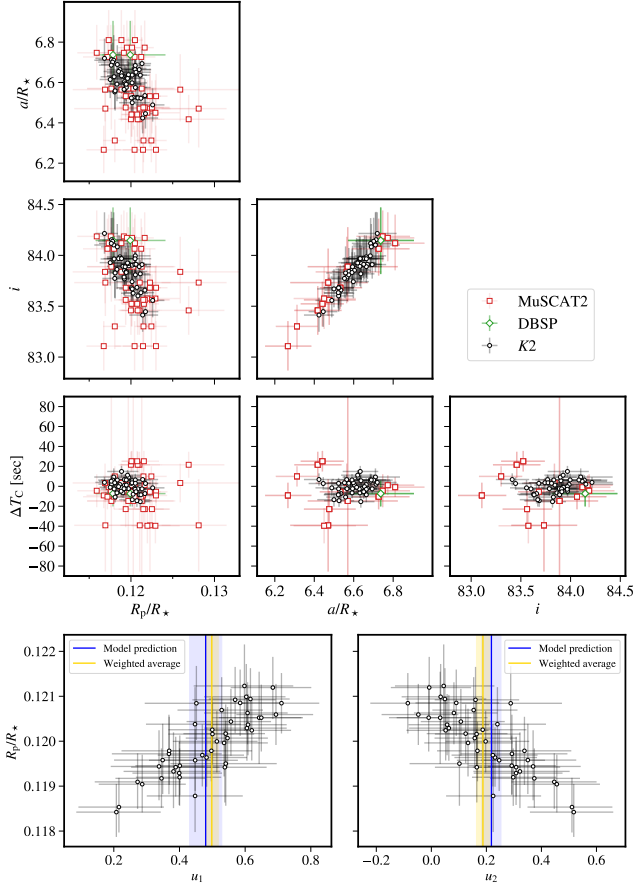 6.8
6.6
6.4
6.2
a/R⋆
84.5
84.0
83.5
83.0
i
MuSCAT2
DBSP
K2
80
60
40
20
0
−20
−40
−60
−80
ΔT_C [sec]
0.12 0.13
R_p/R⋆
6.2 6.4 6.6 6.8
a/R⋆
83.0 83.5 84.0 84.5
i
0.122
0.121
0.120
0.119
0.118
R_p/R⋆
Model prediction
Weighted average
Model prediction
Weighted average
0.2 0.4 0.6 0.8
u_1
−0.2 0.0 0.2 0.4 0.6
u_2